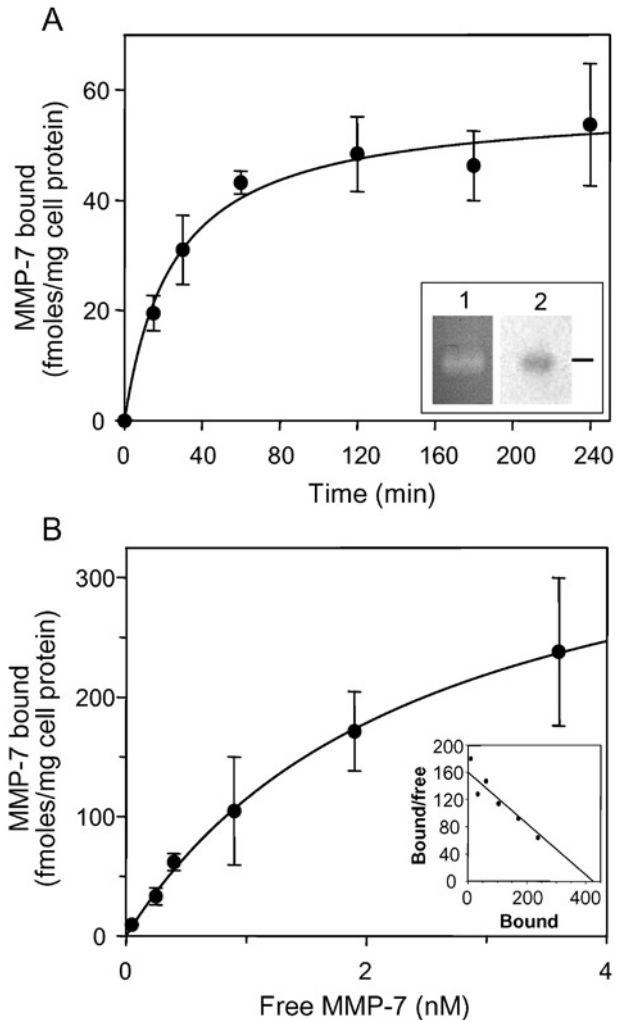 A
MMP-7 bound
(fmoles/mg cell protein)
60
40
20
0
1 2
0 40 80 120 160 200 240
Time (min)
B
MMP-7 bound
(fmoles/mg cell protein)
300
200
100
0
Bound/free
200
160
120
80
40
0
0 200 400
Bound
0 2 4
Free MMP-7 (nM)